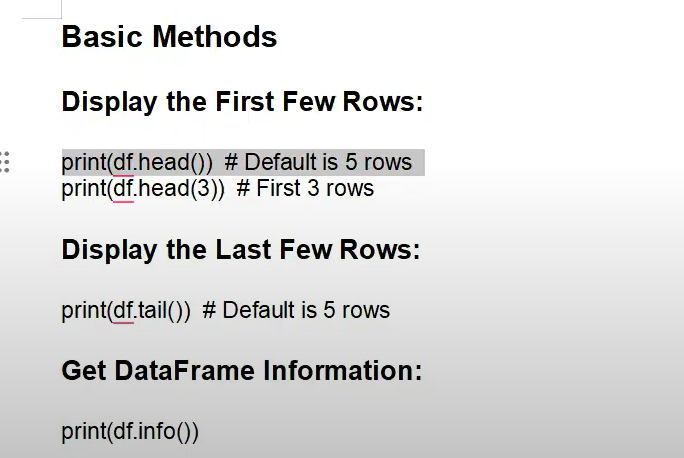 Basic Methods
Display the First Few Rows:
print(df.head())  # Default is 5 rows
print(df.head(3))  # First 3 rows
Display the Last Few Rows:
print(df.tail())  # Default is 5 rows
Get DataFrame Information:
print(df.info())